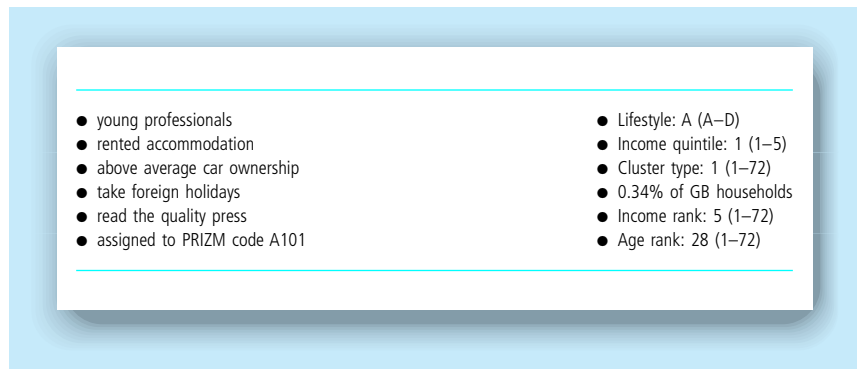 ● young professionals
● rented accommodation
● above average car ownership
● take foreign holidays
● read the quality press
● assigned to PRIZM code A101
● Lifestyle: A (A–D)
● Income quintile: 1 (1–5)
● Cluster type: 1 (1–72)
● 0.34% of GB households
● Income rank: 5 (1–72)
● Age rank: 28 (1–72)